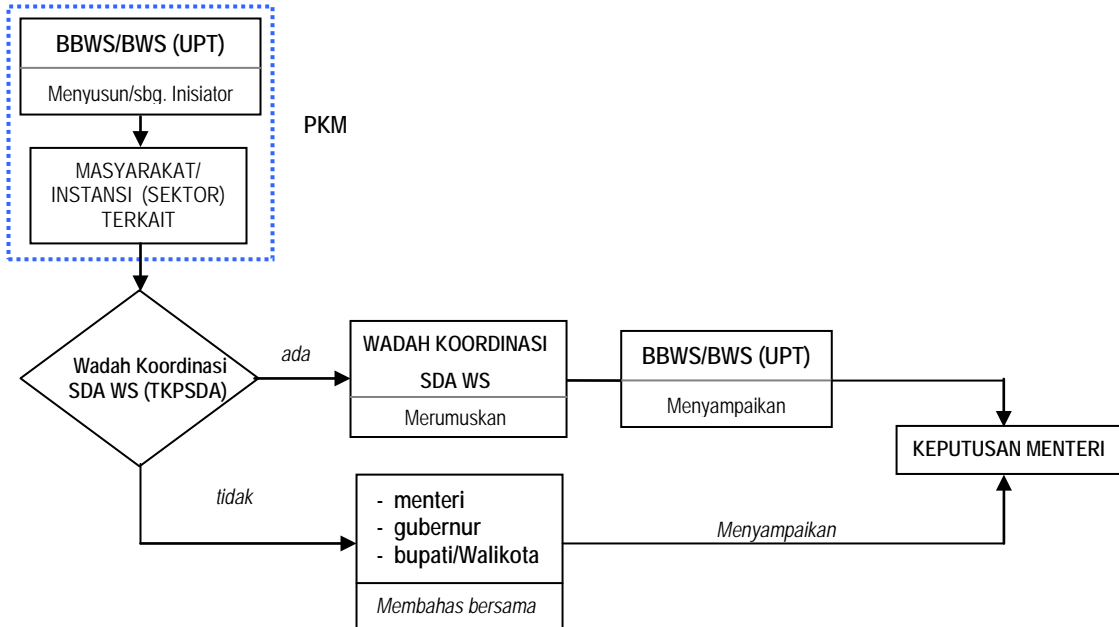 BBWS/BWS (UPT)
Menyusun/sbg. Inisiator
PKM
MASYARAKAT/
INSTANSI (SEKTOR)
TERKAIT
Wadah Koordinasi
SDA WS (TKPSDA)
ada
WADAH KOORDINASI
SDA WS
Merumuskan
BBWS/BWS (UPT)
Menyampaikan
KEPUTUSAN MENTERI
tidak
- menteri
- gubernur
- bupati/Walikota
Membahas bersama
Menyampaikan